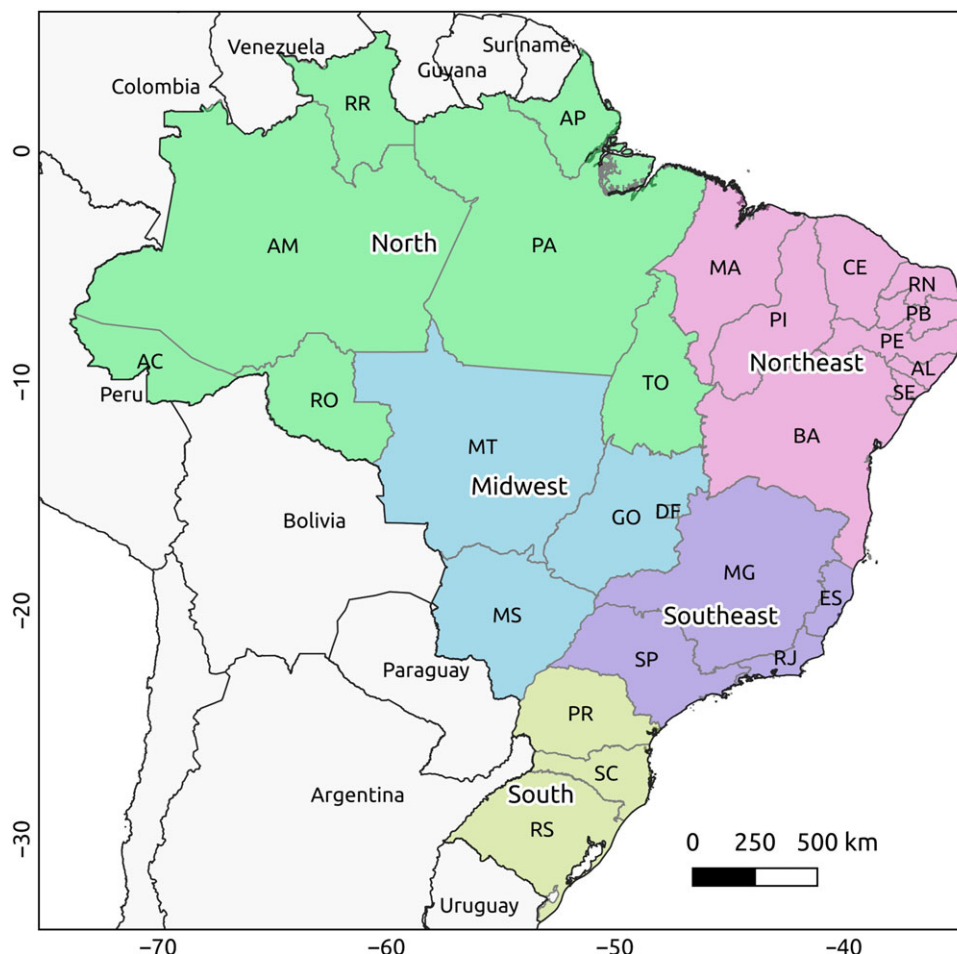 Venezuela
Suriname
Colombia
Guyana
RR
AP
0
AM
North
PA
MA
CE
RN
PB
PI
PE
Northeast
AC
AL
Peru
TO
SE
-10
RO
BA
MT
Midwest
Bolivia
GO
DF
MG
ES
-20
MS
Southeast
SP
RJ
Paraguay
PR
SC
Argentina
South
RS
0 250 500 km
-30
Uruguay
-70 -60 -50 -40